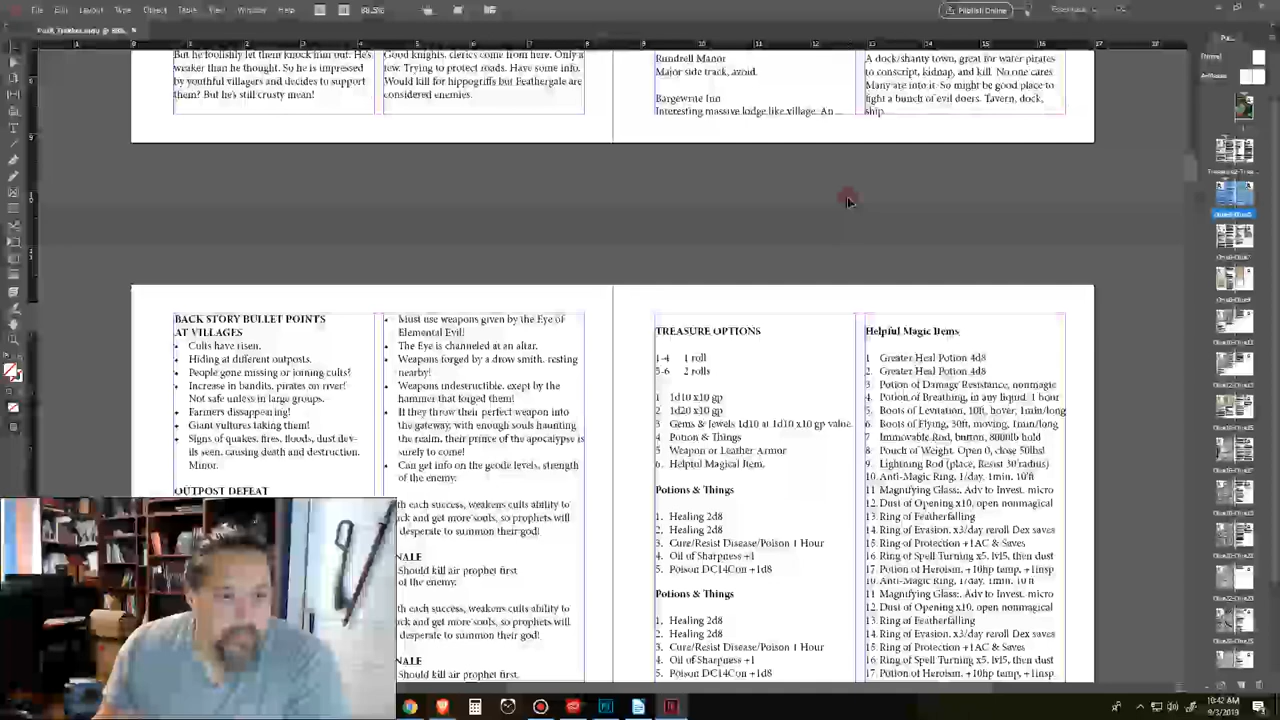 Publish Online
But he foolishly let them knock him out. He's
weaker than he thought. So he is impressed
by youthful villagers and decides to support
them? But he's still crusty mean!
Good knights, clerics come from here. Only a
few. Trying to protect roads. Have some info.
Would kill for hippogriffs but Feathergale are
considered enemies.
Rundreth Manor
Major side track, avoid.
Bargewrite Inn
Interesting massive lodge like village. An
A dock/shanty town, great for water pirates
to conscript, kidnap, and kill. No one cares
Many are into it. So might be good place to
fight a bunch of evil doers. Tavern, dock,
ship.
BACK STORY BULLET POINTS
AT VILLAGES
• Cults have risen.
• Hiding at different outposts.
• People gone missing or joining cults?
• Increase in bandits, pirates on river!
Not safe unless in large groups.
• Farmers disappearing!
• Giant vultures taking them!
• Signs of quakes, fires, floods, dust dev-
ils seen, causing death and destruction.
Minor.
OUTPOST DEFEAT
• Must use weapons given by the Eye of
Elemental Evil!
• The Eye is channeled at an altar.
• Weapons forged by a drow smith, resting
nearby!
• Weapons indestructible, exept by the
hammer that forged them!
• If they throw their perfect weapon into
the gateway, with enough souls haunting
the realm, their prince of the apocalypse is
surely to come!
• Can get info on the geode levels, strength
of the enemy.
th each success, weakens cults ability to
ck and get more souls, so prophets will
desperate to summon their god!
NALE
Should kill air prophet first.
of the enemy.
th each success, weakens cults ability to
ck and get more souls, so prophets will
desperate to summon their god!
NALE
Should kill air prophet first.
TREASURE OPTIONS
1-4 1 roll
5-6 2 rolls
1 1d10 x10 gp
2 1d20 x10 gp
3 Gems & Jewels 1d10 at 1d10 x10 gp value.
4 Potion & Things
5 Weapon or Leather Armor
6. Helpful Magical Item.
Potions & Things
1. Healing 2d8
2. Healing 2d8
3. Cure/Resist Disease/Poison 1 Hour
4. Oil of Sharpness +1
5. Poison DC14Con +1d8
Potions & Things
1. Healing 2d8
2. Healing 2d8
3. Cure/Resist Disease/Poison 1 Hour
4. Oil of Sharpness +1
5. Poison DC14Con +1d8
Helpful Magic Items
1 Greater Heal Potion 4d8
2. Greater Heal Potion 4d8
3 Potion of Damage Resistance, nonmagic
4. Potion of Breathing, in any liquid. 1 hour
5. Boots of Levitation, 10ft, hover, 1min/long
6. Boots of Flying, 30ft, moving, 1min/long
7 Immovable Rod, button, 8000lb hold
8 Pouch of Weight. Open 0, close 50lbs!
9. Lightning Rod (place, Resist 30'radius)
10. Anti-Magic Ring, 1/day, 1min, 10'ft
11 Magnifying Glass:, Adv to Invest. micro
12. Dust of Opening x10, open nonmagical
13. Ring of Featherfalling
14. Ring of Evasion, x3/day reroll Dex saves
15. Ring of Protection +1AC & Saves
16. Ring of Spell Turning x5, lvl5, then dust
17. Potion of Heroism, +10hp temp, +1insp
10. Anti-Magic Ring, 1/day, 1min, 10'ft
11 Magnifying Glass:, Adv to Invest. micro
12. Dust of Opening x10, open nonmagical
13. Ring of Featherfalling
14. Ring of Evasion, x3/day reroll Dex saves
15. Ring of Protection +1AC & Saves
16. Ring of Spell Turning x5, lvl5, then dust
17. Potion of Heroism, +10hp temp, +1insp
10:42 AM
9/3/2019